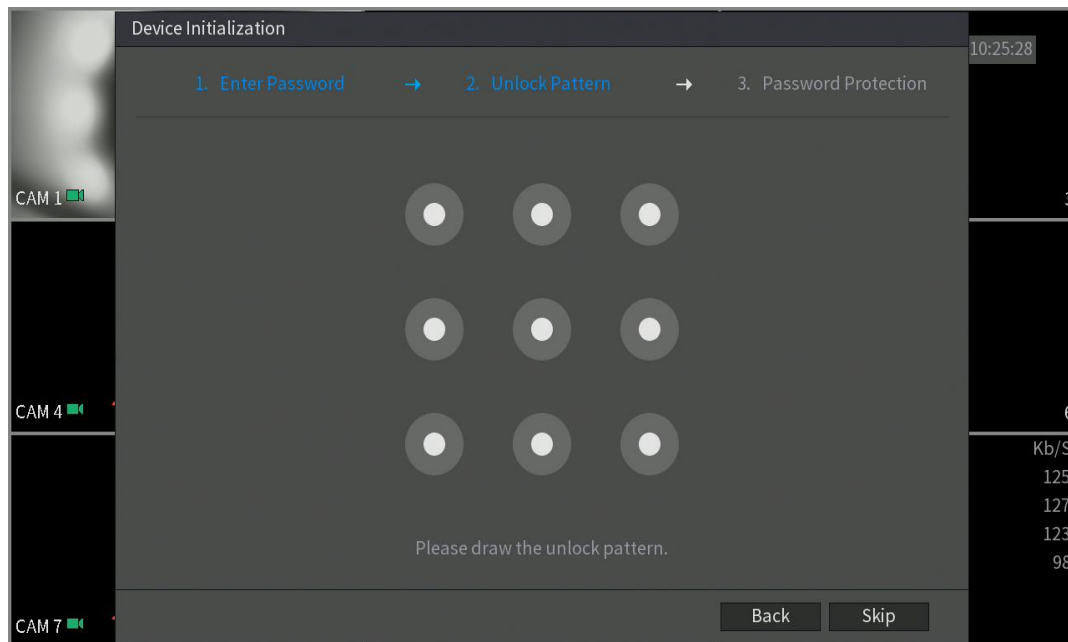 Device Initialization
10:25:28
1. Enter Password → 2. Unlock Pattern → 3. Password Protection
CAM 1
CAM 4
Kb/S
125
127
123
98
Please draw the unlock pattern.
Back Skip
CAM 7